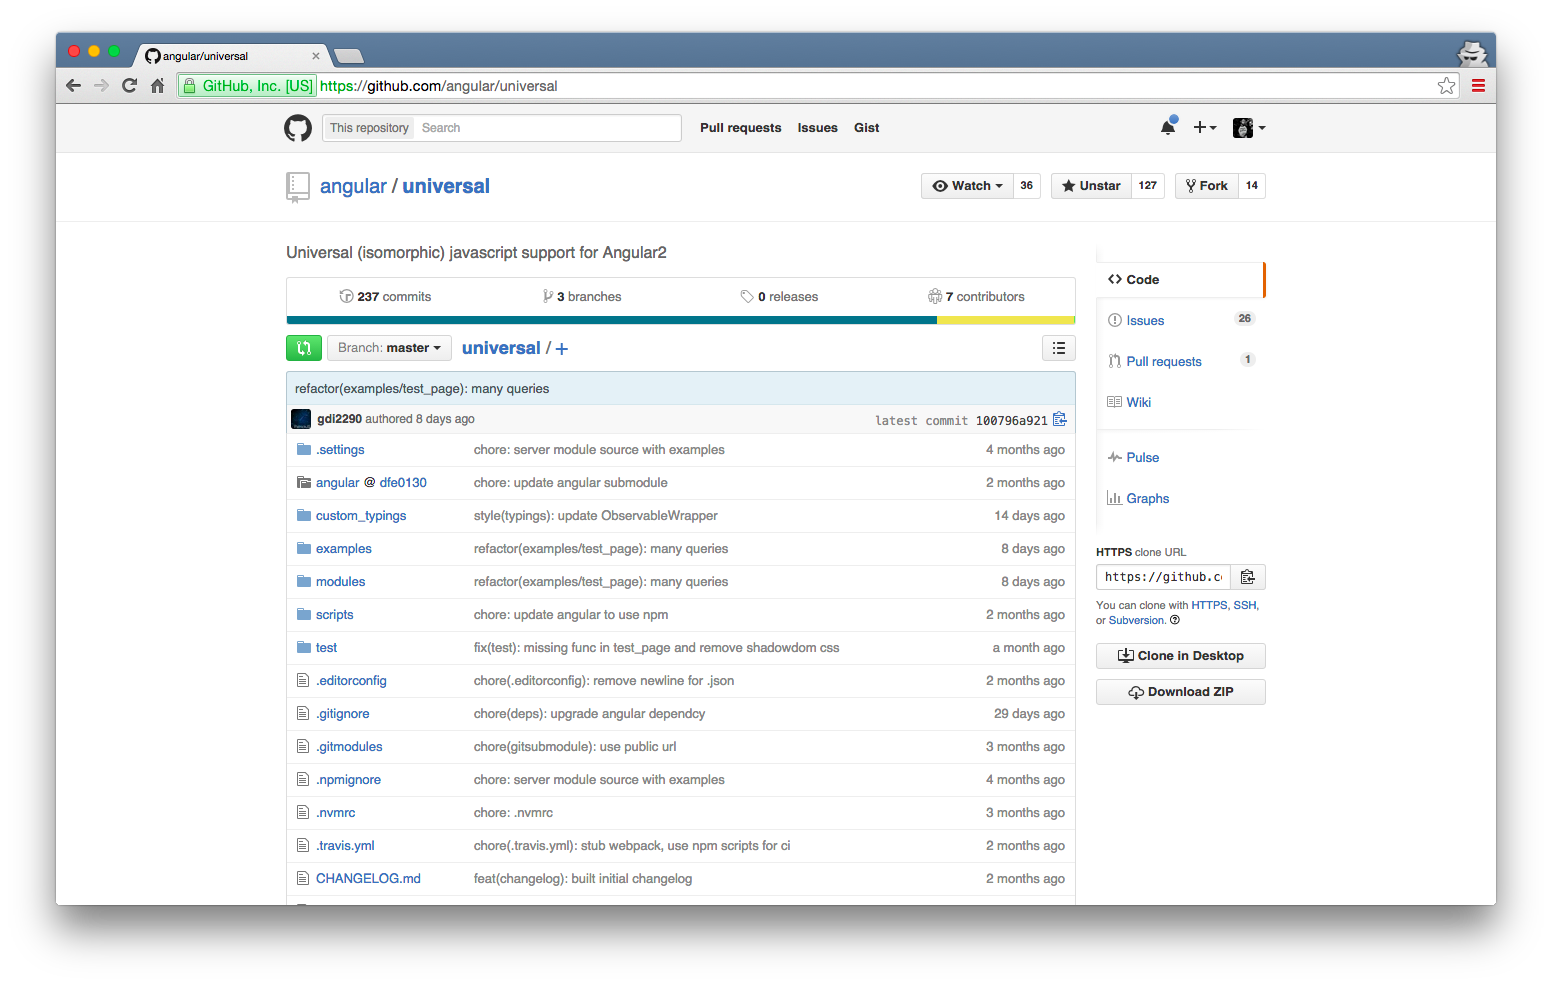 angular/universal
GitHub, Inc. [US] https://github.com/angular/universal
This repository Search Pull requests Issues Gist
angular / universal Watch 36 Unstar 127 Fork 14
Universal (isomorphic) javascript support for Angular2
237 commits 3 branches 0 releases 7 contributors
Branch: master universal / +
refactor(examples/test_page): many queries
gdi2290 authored 8 days ago latest commit 100796a921
.settings chore: server module source with examples 4 months ago
angular @ dfe0130 chore: update angular submodule 2 months ago
custom_typings style(typings): update ObservableWrapper 14 days ago
examples refactor(examples/test_page): many queries 8 days ago
modules refactor(examples/test_page): many queries 8 days ago
scripts chore: update angular to use npm 2 months ago
test fix(test): missing func in test_page and remove shadowdom css a month ago
.editorconfig chore(.editorconfig): remove newline for .json 2 months ago
.gitignore chore(deps): upgrade angular dependcy 29 days ago
.gitmodules chore(gitsubmodule): use public url 3 months ago
.npmignore chore: server module source with examples 4 months ago
.nvmrc chore: .nvmrc 3 months ago
.travis.yml chore(.travis.yml): stub webpack, use npm scripts for ci 2 months ago
CHANGELOG.md feat(changelog): built initial changelog 2 months ago
Code
Issues 26
Pull requests 1
Wiki
Pulse
Graphs
HTTPS clone URL
https://github.c
You can clone with HTTPS, SSH,
or Subversion.
Clone in Desktop
Download ZIP